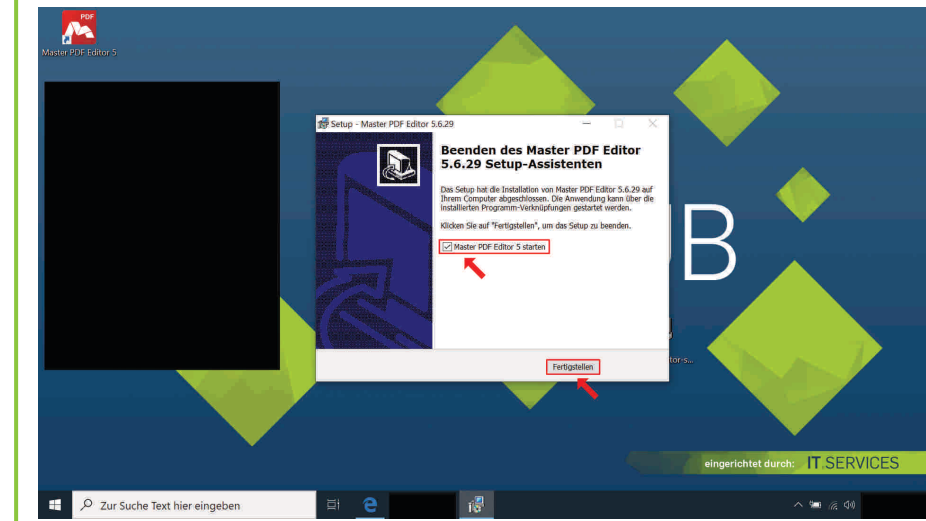 PDF
Master PDF Editor 5
Setup - Master PDF Editor 5.6.29
Beenden des Master PDF Editor
5.6.29 Setup-Assistenten
Das Setup hat die Installation von Master PDF Editor 5.6.29 auf
Ihrem Computer abgeschlossen. Die Anwendung kann über die
installierten Programm-Verknüpfungen gestartet werden.
Klicken Sie auf "Fertigstellen", um das Setup zu beenden.
Master PDF Editor 5 starten
B
tor-s...
Fertigstellen
eingerichtet durch: IT.SERVICES
Zur Suche Text hier eingeben